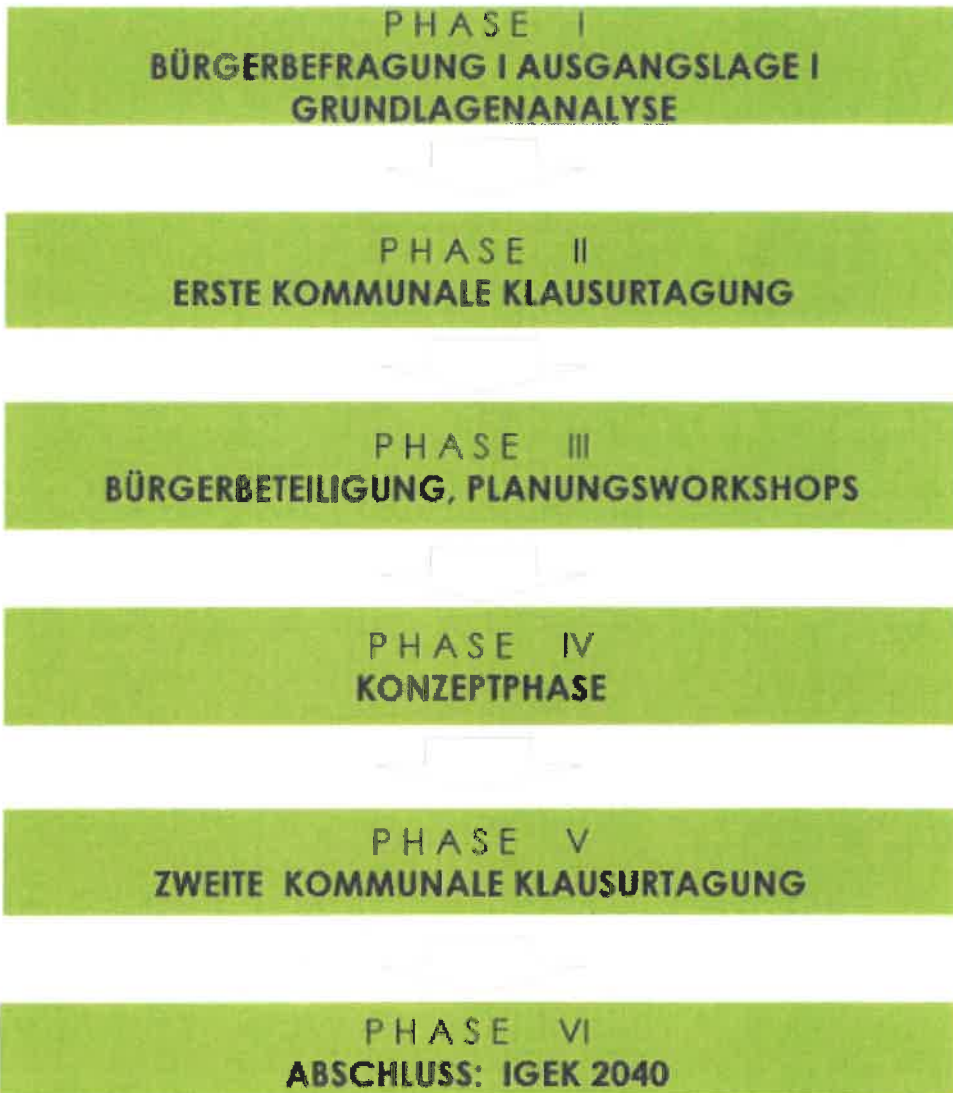 PHASE I
BÜRGERBEFRAGUNG I AUSGANGSLAGE I
GRUNDLAGENANALYSE
PHASE II
ERSTE KOMMUNALE KLAUSURTAGUNG
PHASE III
BÜRGERBETEILIGUNG, PLANUNGSWORKSHOPS
PHASE IV
KONZEPTPHASE
PHASE V
ZWEITE KOMMUNALE KLAUSURTAGUNG
PHASE VI
ABSCHLUSS: IGEK 2040